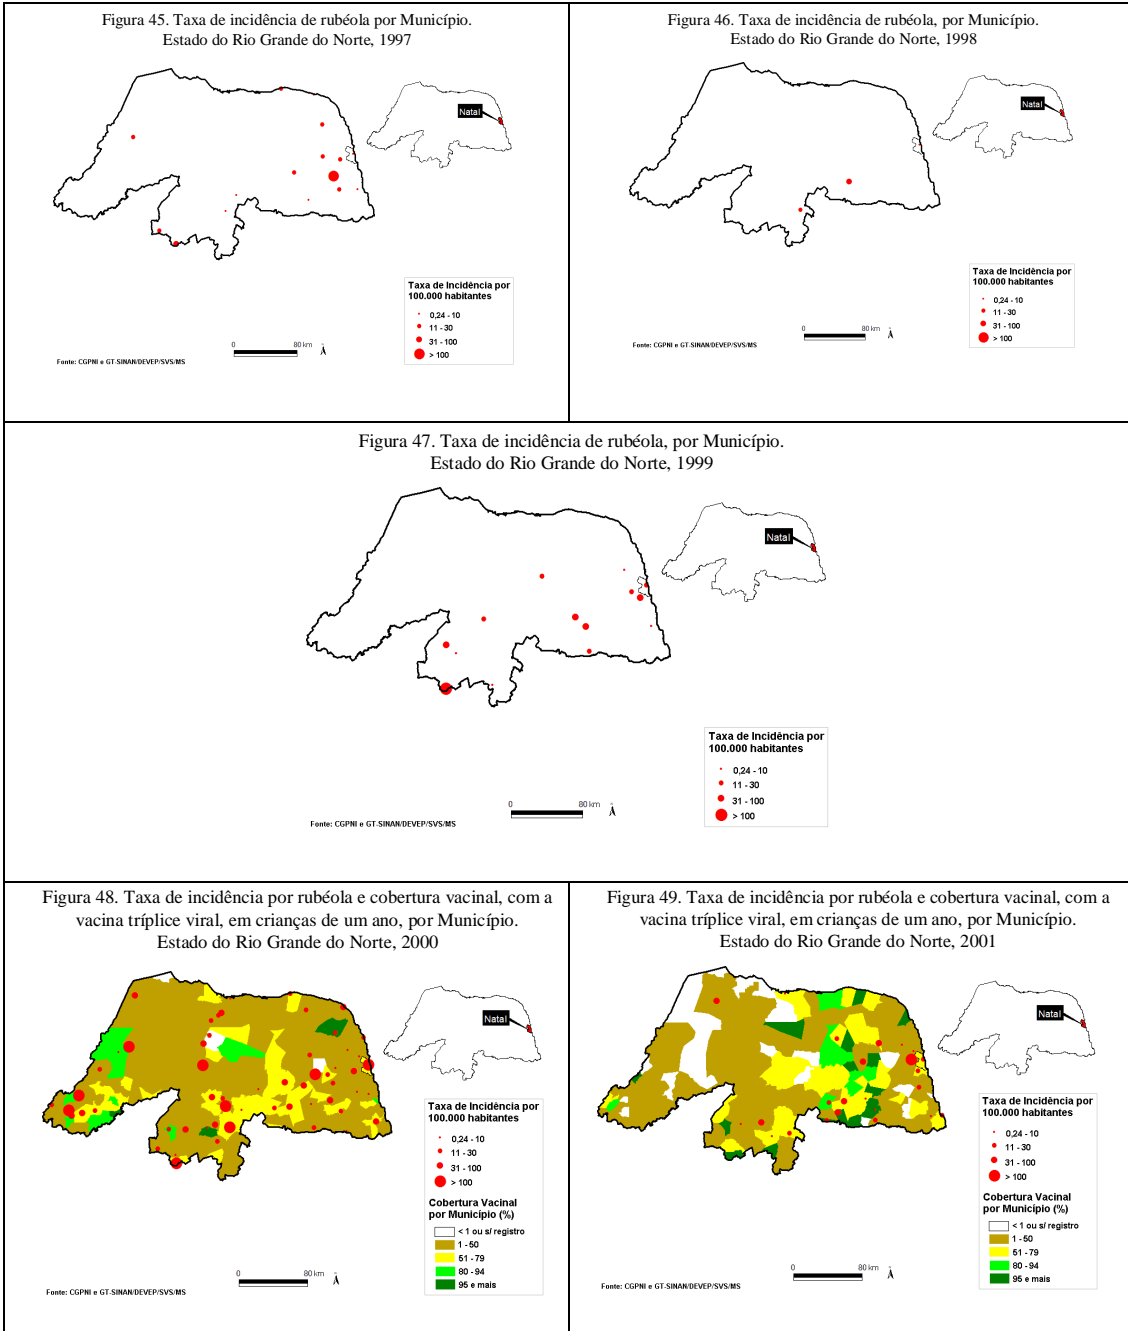 Figura 45. Taxa de incidência de rubéola por Município.
Estado do Rio Grande do Norte, 1997
Natal
Taxa de Incidência por
100.000 habitantes
0,24 - 10
11 - 30
31 - 100
> 100
0 80 km
Fonte: CGPNI e GT-SINAN/DEVEP/SVS/MS
Figura 46. Taxa de incidência de rubéola, por Município.
Estado do Rio Grande do Norte, 1998
Natal
Taxa de Incidência por
100.000 habitantes
0,24 - 10
11 - 30
31 - 100
> 100
0 80 km
Fonte: CGPNI e GT-SINAN/DEVEP/SVS/MS
Figura 47. Taxa de incidência de rubéola, por Município.
Estado do Rio Grande do Norte, 1999
Natal
Taxa de Incidência por
100.000 habitantes
0,24 - 10
11 - 30
31 - 100
> 100
0 80 km
Fonte: CGPNI e GT-SINAN/DEVEP/SVS/MS
Figura 48. Taxa de incidência por rubéola e cobertura vacinal, com a
vacina tríplice viral, em crianças de um ano, por Município.
Estado do Rio Grande do Norte, 2000
Natal
Taxa de Incidência por
100.000 habitantes
0,24 - 10
11 - 30
31 - 100
> 100
Cobertura Vacinal
por Município (%)
< 1 ou s/ registro
1 - 50
51 - 79
80 - 94
95 e mais
0 80 km
Fonte: CGPNI e GT-SINAN/DEVEP/SVS/MS
Figura 49. Taxa de incidência por rubéola e cobertura vacinal, com a
vacina tríplice viral, em crianças de um ano, por Município.
Estado do Rio Grande do Norte, 2001
Natal
Taxa de Incidência por
100.000 habitantes
0,24 - 10
11 - 30
31 - 100
> 100
Cobertura Vacinal
por Município (%)
< 1 ou s/ registro
1 - 50
51 - 79
80 - 94
95 e mais
0 80 km
Fonte: CGPNI e GT-SINAN/DEVEP/SVS/MS